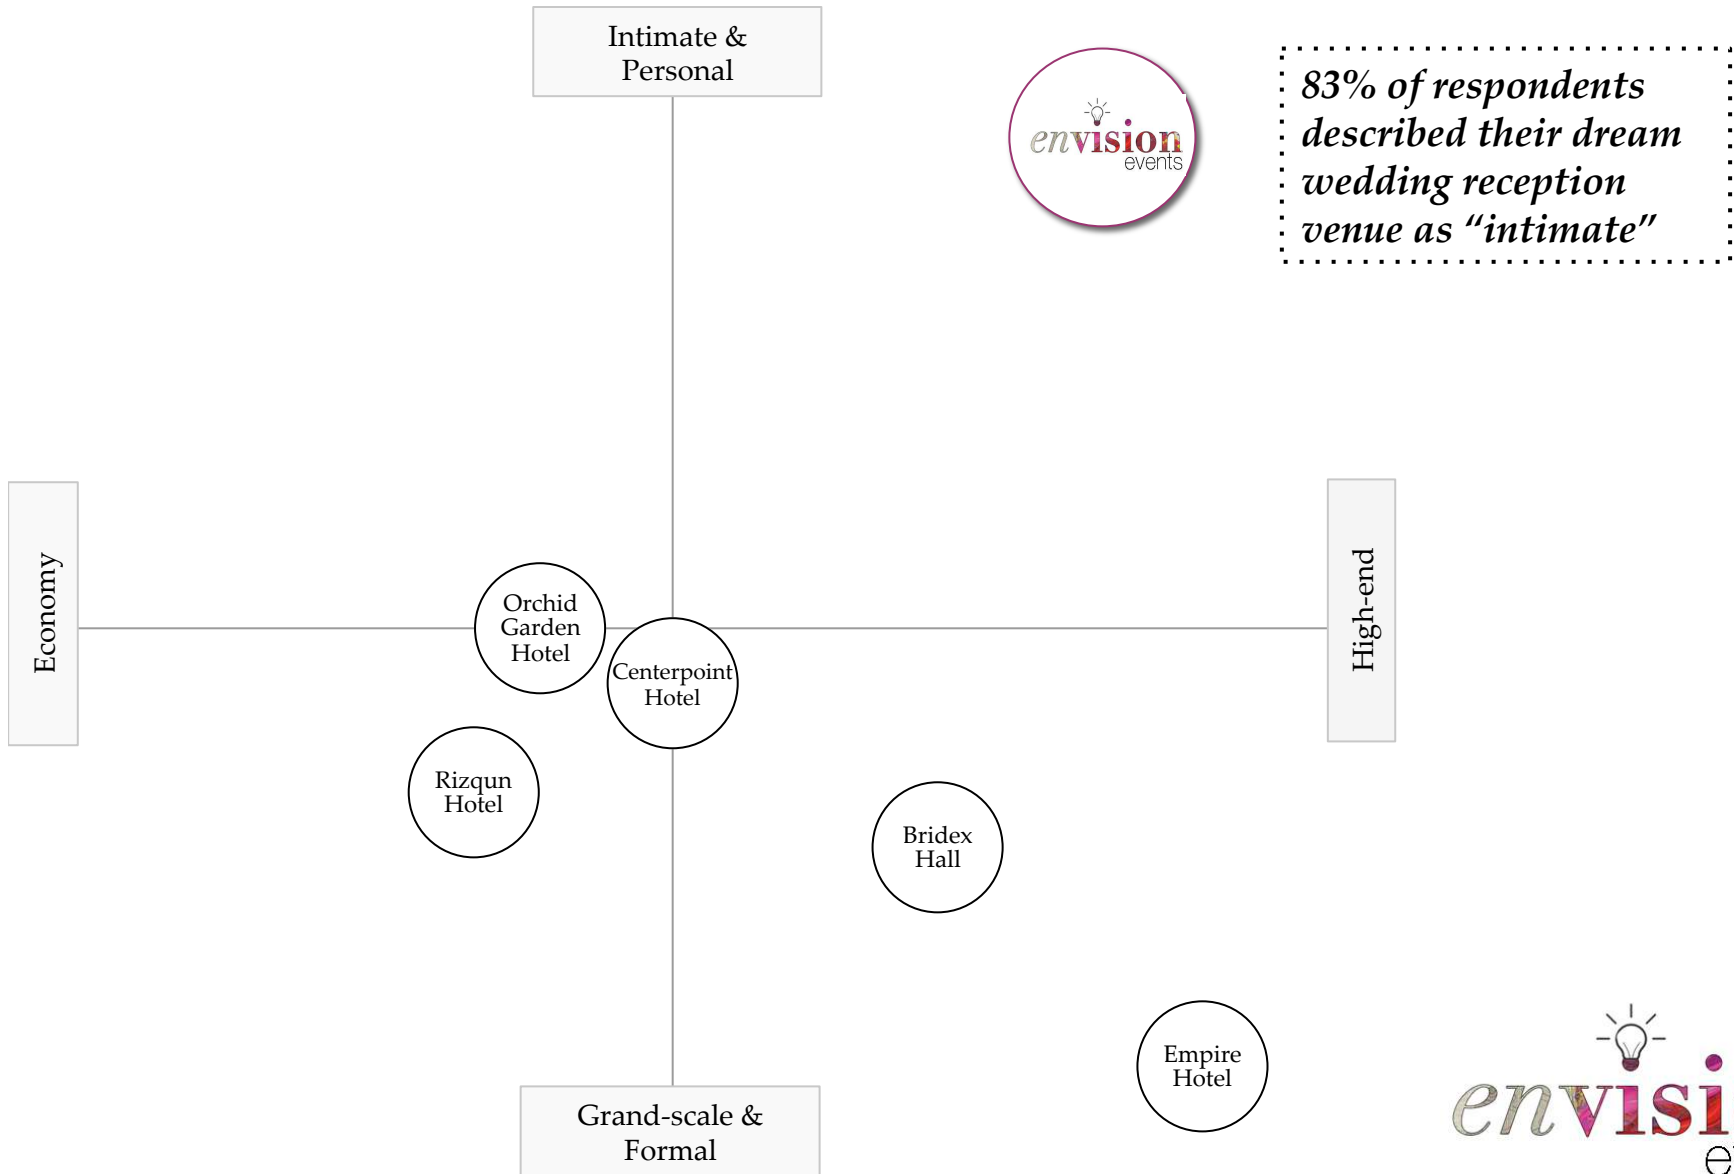 Intimate &
Personal
envision
events
83% of respondents
described their dream
wedding reception
venue as “intimate”
Economy
High-end
Orchid
Garden
Hotel
Centerpoint
Hotel
Rizqun
Hotel
Bridex
Hall
Empire
Hotel
Grand-scale &
Formal
envisi
e